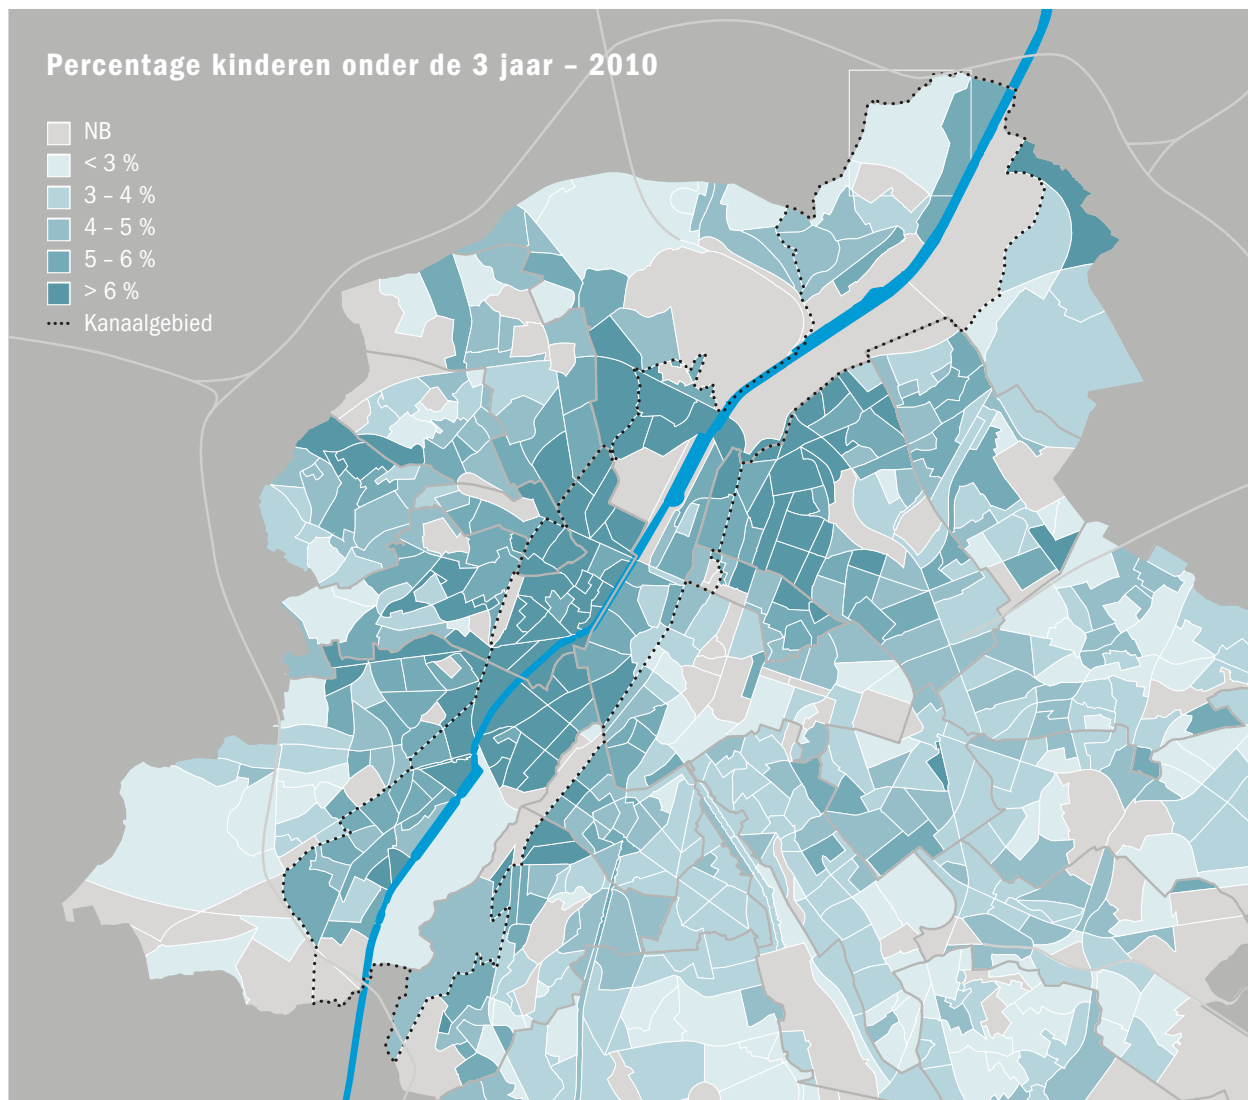 Percentage kinderen onder de 3 jaar – 2010
NB
< 3 %
3 – 4 %
4 – 5 %
5 – 6 %
> 6 %
Kanaalgebied